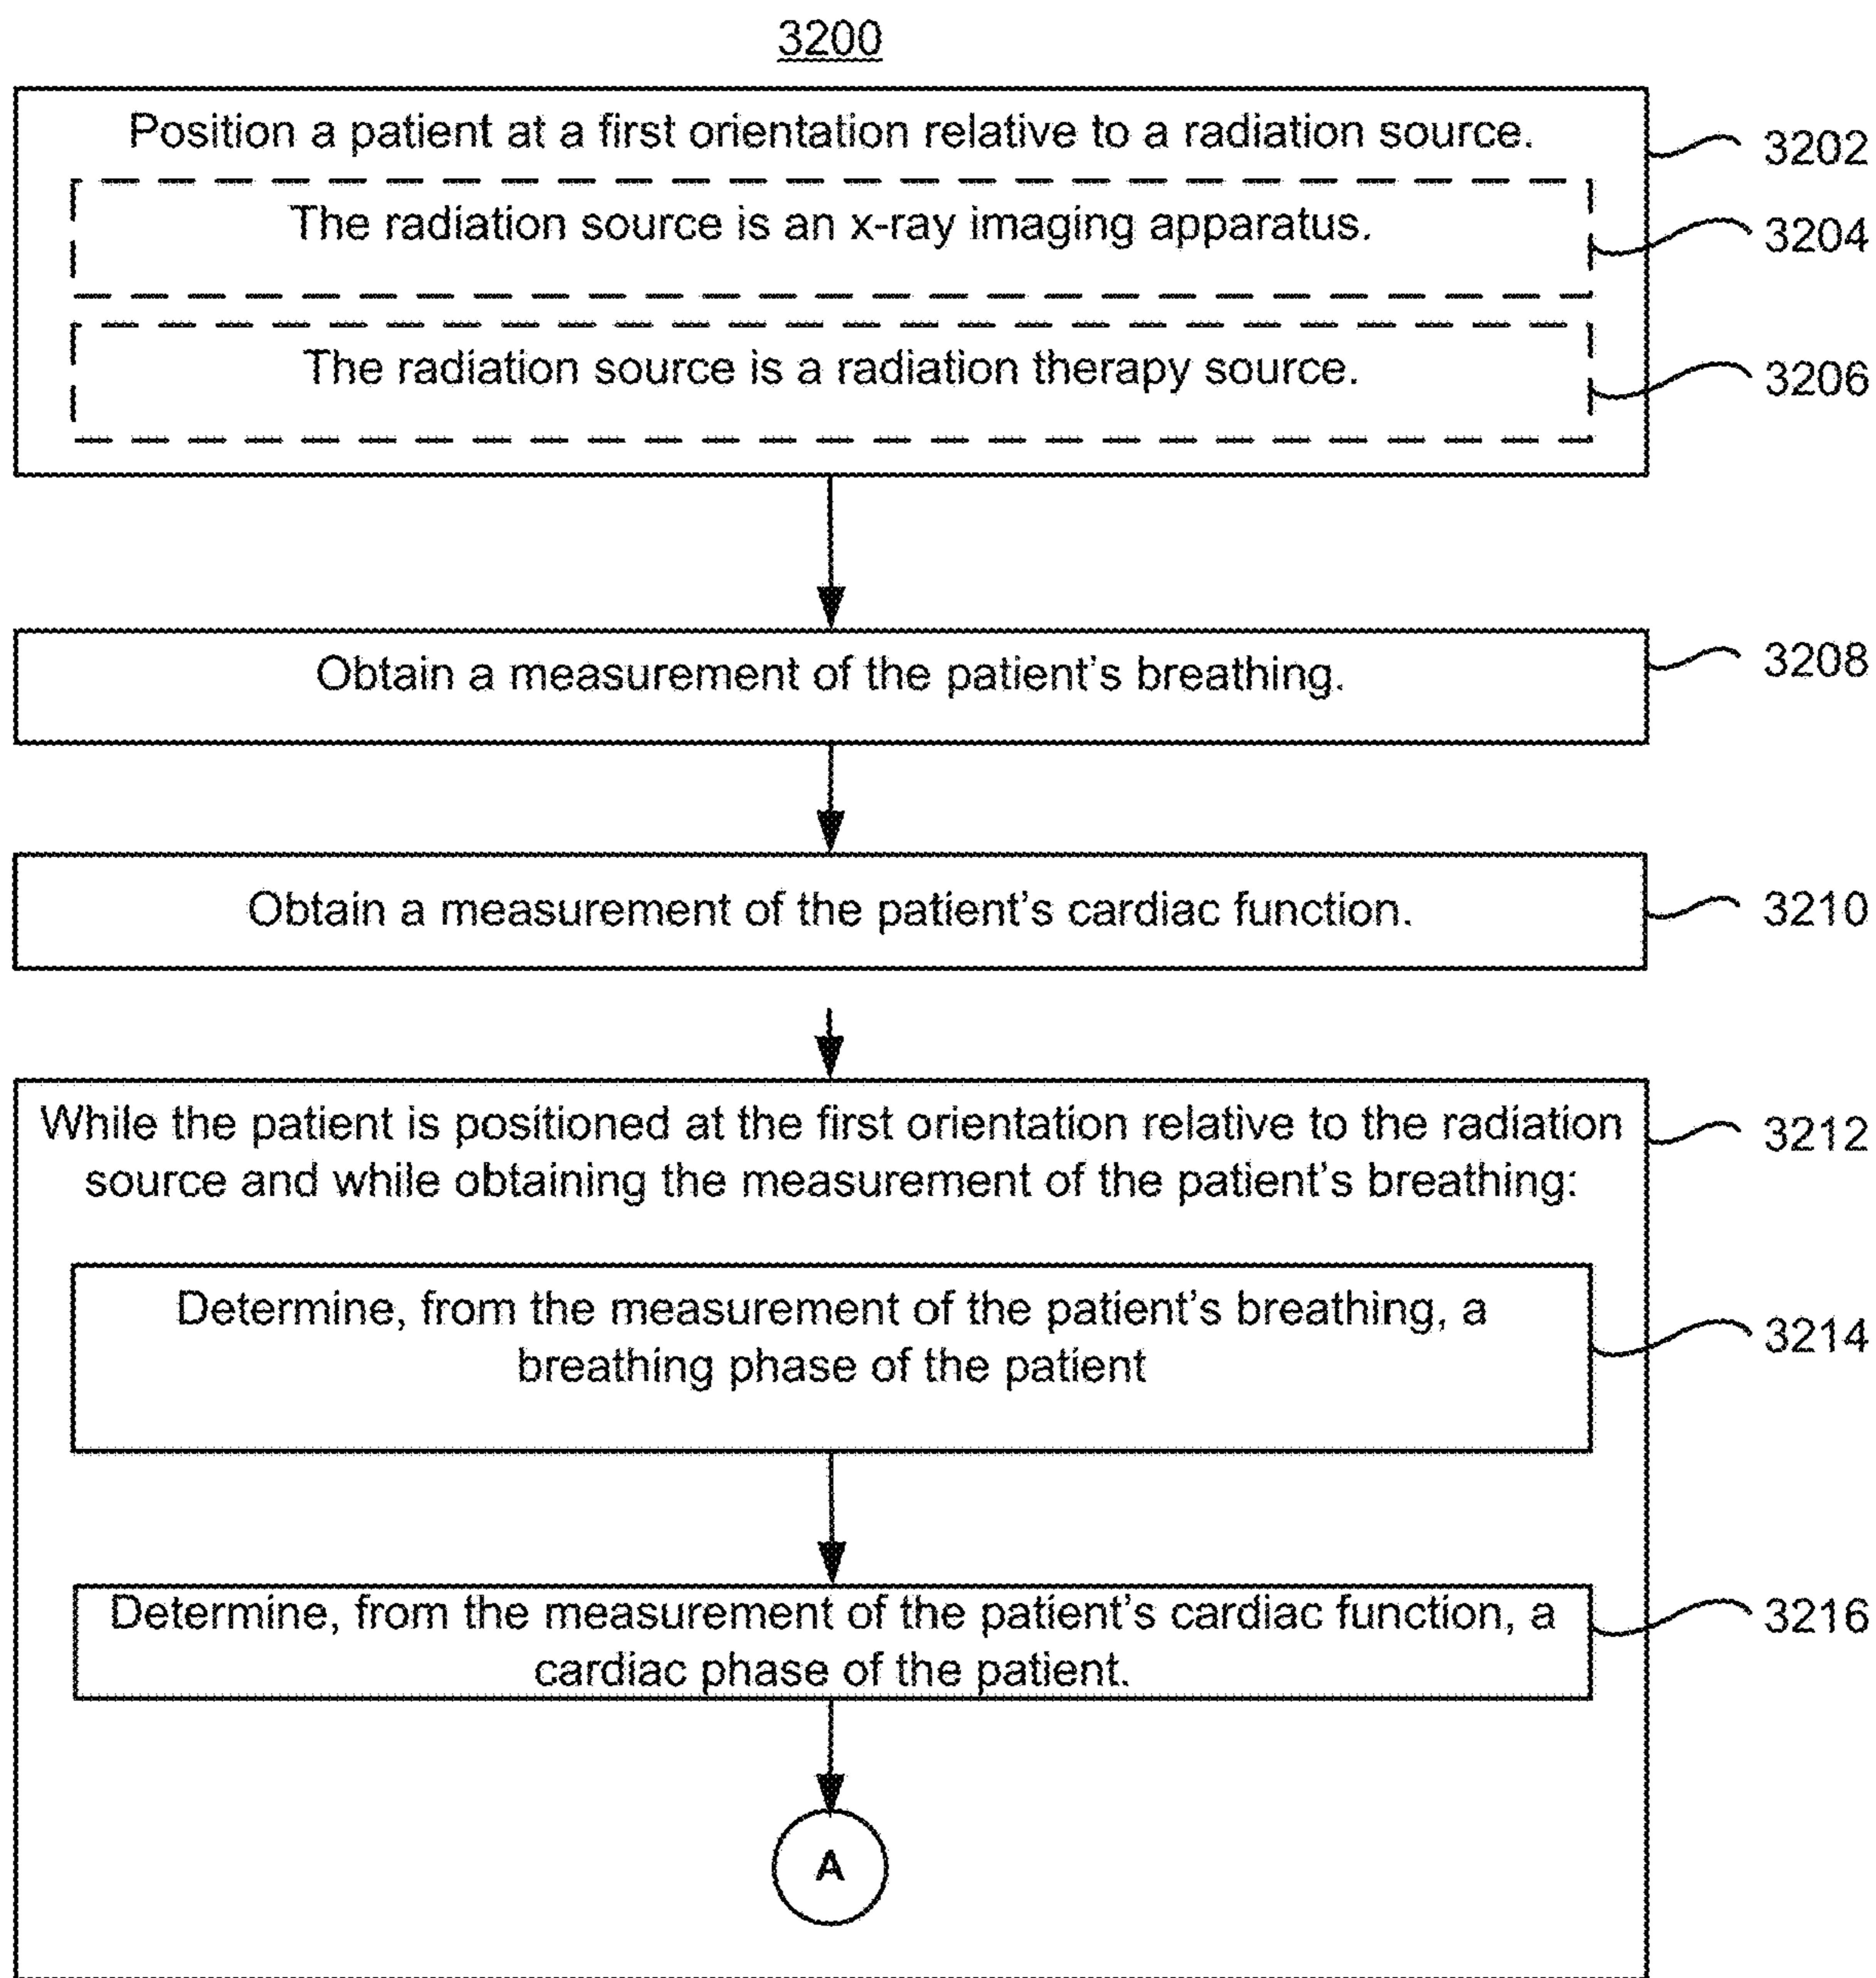 3200
Position a patient at a first orientation relative to a radiation source.
3202
The radiation source is an x-ray imaging apparatus.
3204
The radiation source is a radiation therapy source.
3206
Obtain a measurement of the patient's breathing.
3208
Obtain a measurement of the patient's cardiac function.
3210
While the patient is positioned at the first orientation relative to the radiation
source and while obtaining the measurement of the patient's breathing:
3212
Determine, from the measurement of the patient's breathing, a
breathing phase of the patient
3214
Determine, from the measurement of the patient's cardiac function, a
cardiac phase of the patient.
3216
A